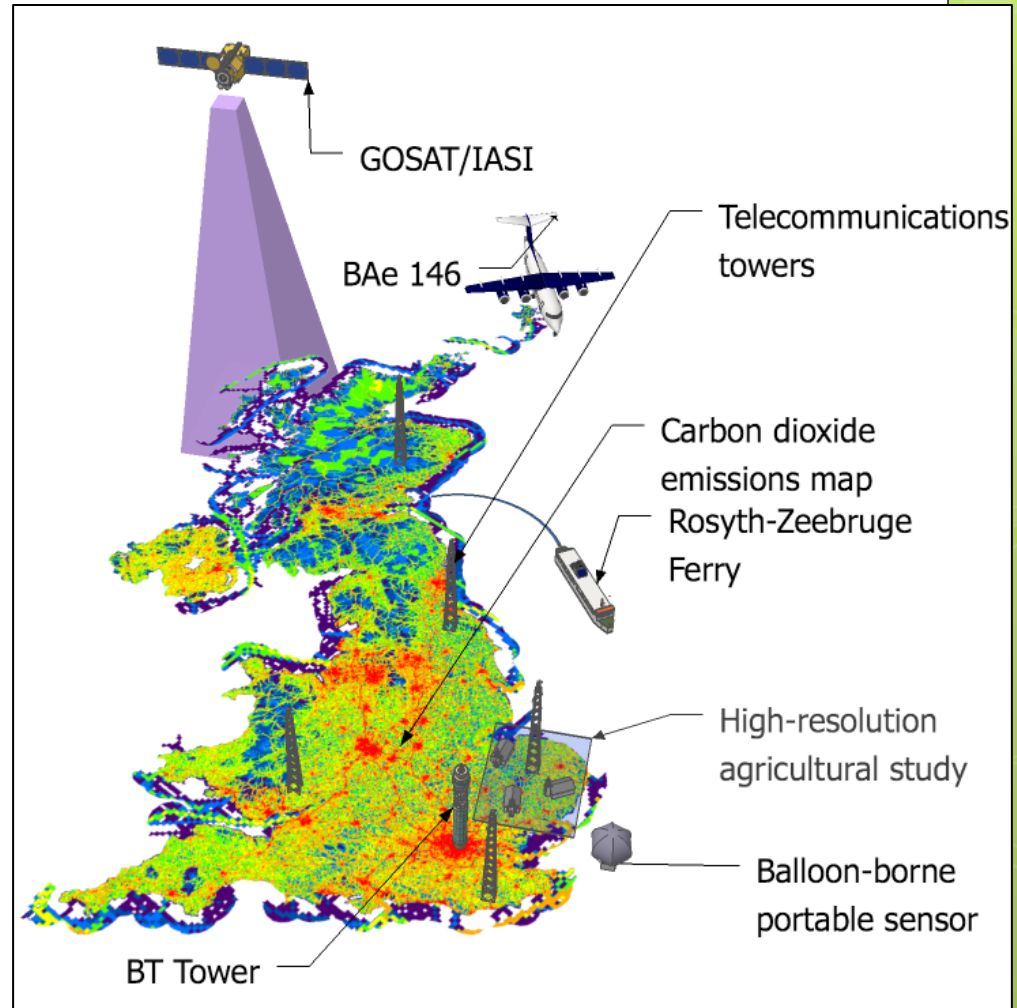 GOSAT/IASI
Telecommunications
towers
BAe 146
Carbon dioxide
emissions map
Rosyth-Zeebruge
Ferry
High-resolution
agricultural study
Balloon-borne
portable sensor
BT Tower